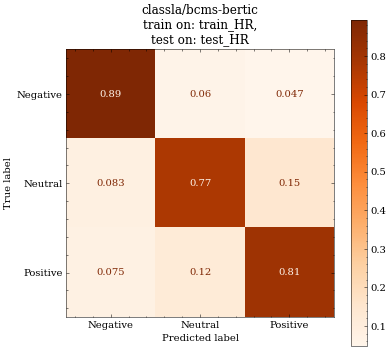 classla/bcms-bertic
train on: train_HR,
test on: test_HR
Negative 0.89 0.06 0.047
Neutral 0.083 0.77 0.15
Positive 0.075 0.12 0.81
Negative Neutral Positive
Predicted label
True label
0.8
0.7
0.6
0.5
0.4
0.3
0.2
0.1